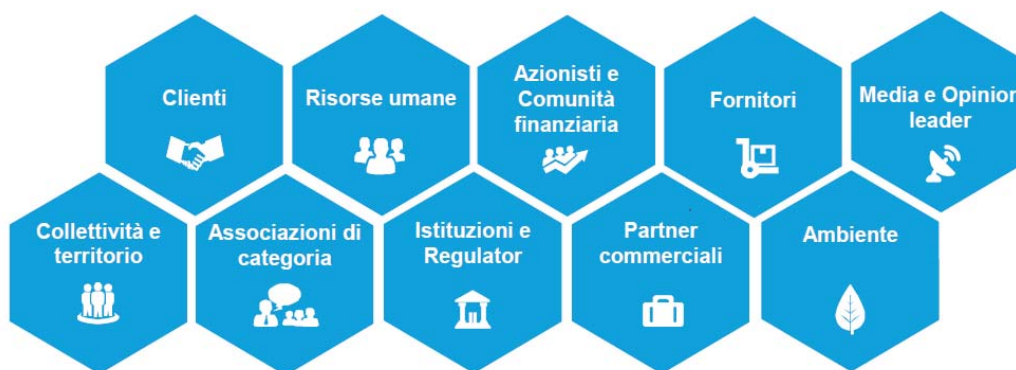 Clienti
Risorse umane
Azionisti e
Comunità
finanziaria
Fornitori
Media e Opinion
leader
Collettività e
territorio
Associazioni di
categoria
Istituzioni e
Regulator
Partner
commerciali
Ambiente